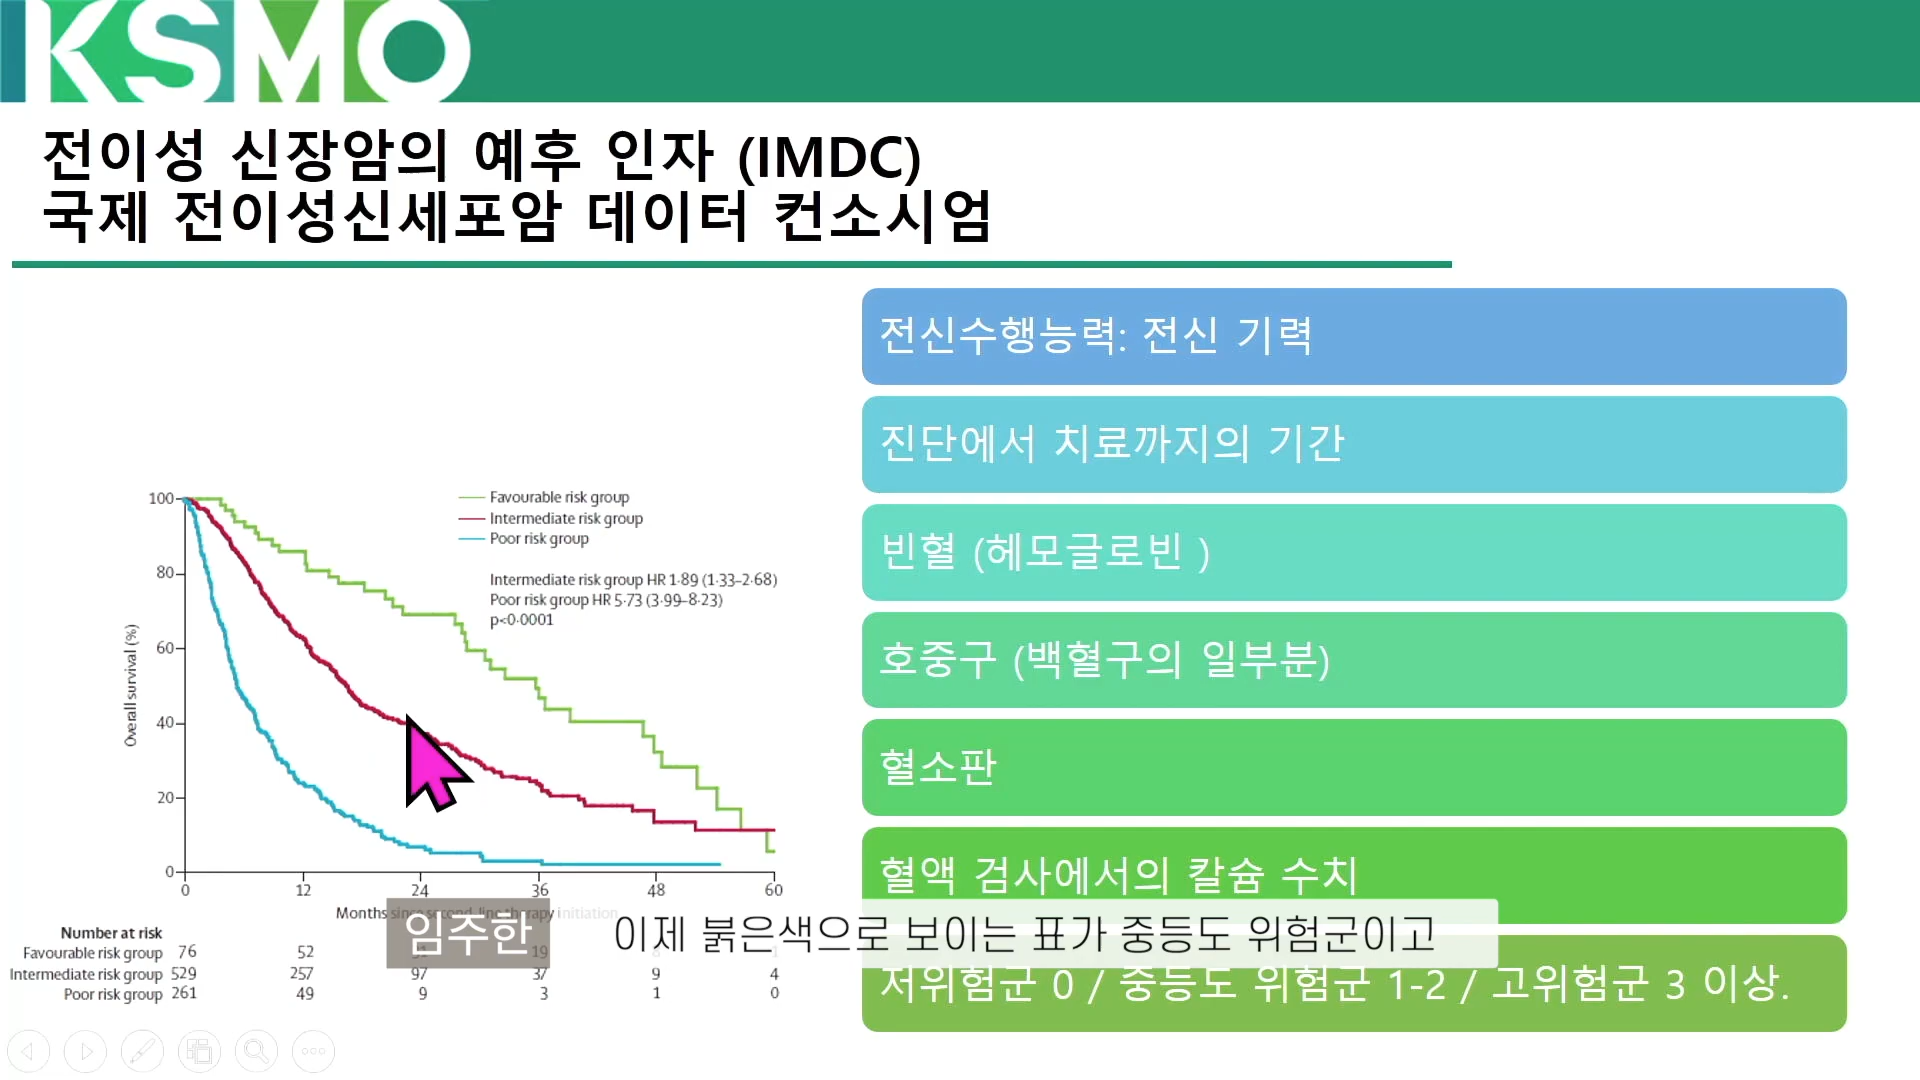 KSMO
전이성 신장암의 예후 인자 (IMDC)
국제 전이성신세포암 데이터 컨소시엄
전신수행능력: 전신 기력
진단에서 치료까지의 기간
빈혈 (헤모글로빈 )
호중구 (백혈구의 일부분)
혈소판
혈액 검사에서의 칼슘 수치
저위험군 0 / 중등도 위험군 1-2 / 고위험군 3 이상.
Favourable risk group
Intermediate risk group
Poor risk group
Intermediate risk group HR 1·89 (1·33–2·68)
Poor risk group HR 5·73 (3·99–8·23)
p<0·0001
Overall survival (%)
100
80
60
40
20
0
0 12 24 36 48 60
Months since second-line therapy initiation
Number at risk
Favourable risk group 76 52 19 1
Intermediate risk group 529 257 97 37 9 4
Poor risk group 261 49 9 3 1 0
임주한 이제 붉은색으로 보이는 표가 중등도 위험군이고